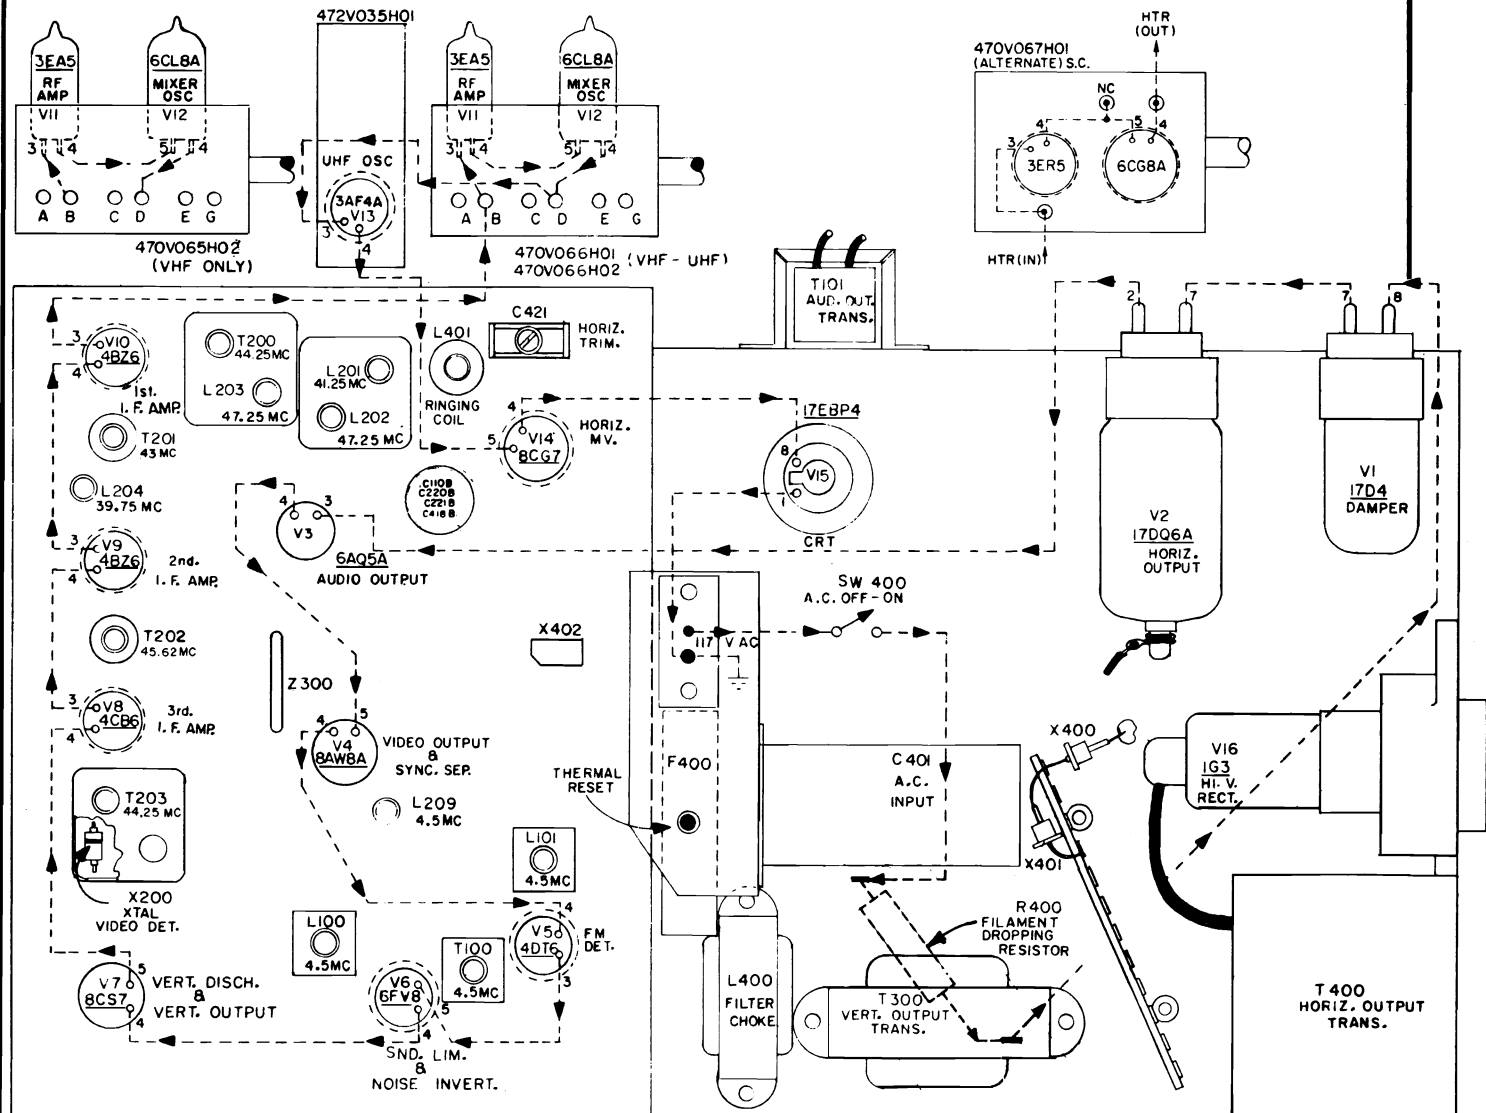 472V035H01
3EA5
RF
AMP
V11
6CL8A
MIXER
OSC
V12
3 4 5 4
A B C D E G
470V065H02
(VHF ONLY)
UHF OSC
3AF4A
V13
3
4
3EA5
RF
AMP
V11
6CL8A
MIXER
OSC
V12
3 4 5 4
A B C D E G
470V066H01
470V066H02
(VHF - UHF)
HTR
(OUT)
470V067H01
(ALTERNATE) S.C.
NC
3 4 5 4
3ER5
6CG8A
HTR(IN)
T101
AUD. OUT.
TRANS.
2 7
7 8
3
V10
4BZ6
4
1st.
I. F. AMP.
T200
44.25MC
L203
47.25 MC
L201
41.25 MC
L202
47.25 MC
L401
RINGING
COIL
C421
HORIZ.
TRIM.
T201
43 MC
L204
39.75 MC
4
5
V14
8CG7
HORIZ.
MV.
C110B
C220B
C221B
C418B
17EBP4
8
V15
1
CRT
V2
17DQ6A
HORIZ.
OUTPUT
V1
17D4
DAMPER
4 3
V3
6AQ5A
AUDIO OUTPUT
3
V9
4BZ6
4
2nd.
I. F. AMP.
T202
45.62MC
X402
Z300
SW 400
A.C. OFF-ON
117 V AC
3
V8
4CB6
4
3rd.
I. F. AMP.
4 5
V4
8AW8A
VIDEO OUTPUT
&
SYNC. SEP.
L209
4.5MC
THERMAL
RESET
F400
C401
A.C.
INPUT
X400
X401
V16
1G3
HI. V.
RECT.
T203
44.25 MC
X200
XTAL
VIDEO DET.
L101
4.5MC
L100
4.5MC
T100
4.5MC
4
V5
4DT6
3
FM
DET.
R400
FILAMENT
DROPPING
RESISTOR
5
V7
8CS7
4
VERT. DISCH.
&
VERT. OUTPUT
V6
6FV8
5
4
SND. LIM.
&
NOISE INVERT.
L400
FILTER
CHOKE
T300
VERT. OUTPUT
TRANS.
T400
HORIZ. OUTPUT
TRANS.